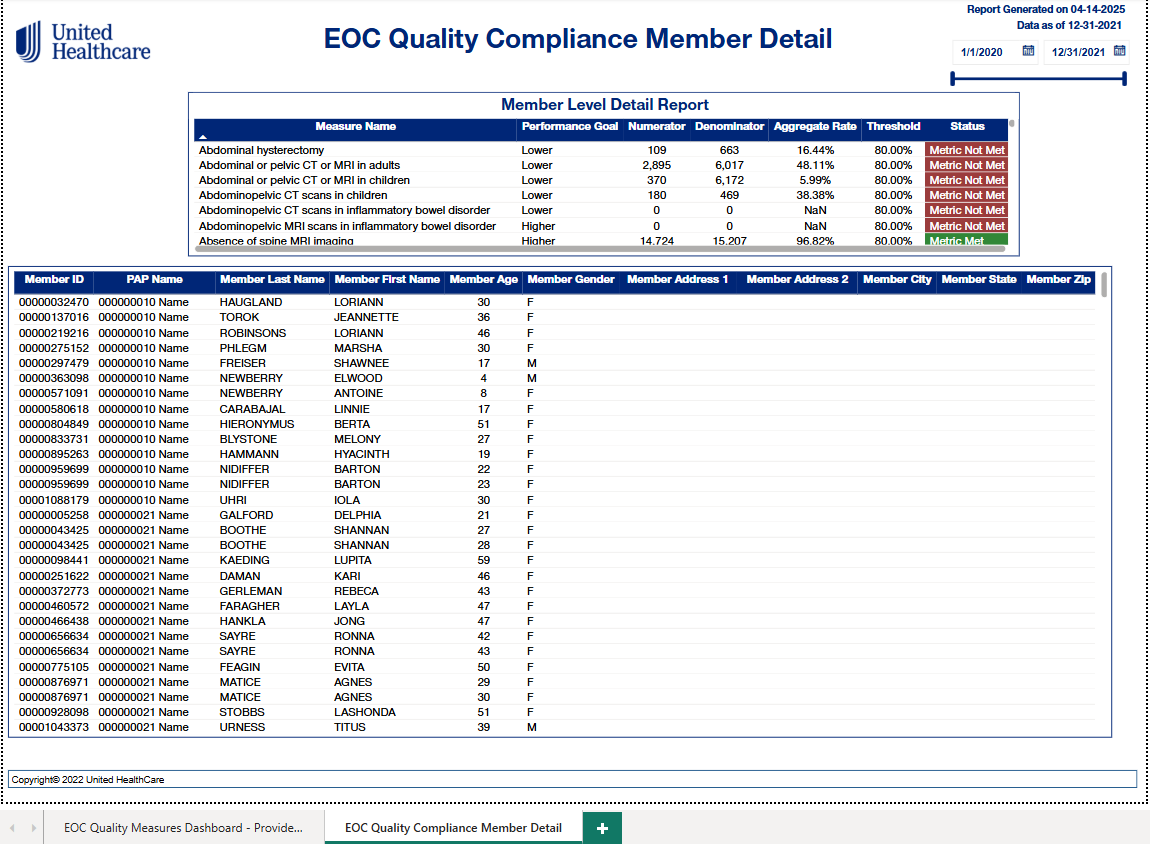 Report Generated on 04-14-2025
United
Healthcare
EOC Quality Compliance Member Detail
Data as of 12-31-2021
1/1/2020 12/31/2021
Member Level Detail Report
Measure Name Performance Goal Numerator Denominator Aggregate Rate Threshold Status
Abdominal hysterectomy Lower 109 663 16.44% 80.00% Metric Not Met
Abdominal or pelvic CT or MRI in adults Lower 2,895 6,017 48.11% 80.00% Metric Not Met
Abdominal or pelvic CT or MRI in children Lower 370 6,172 5.99% 80.00% Metric Not Met
Abdominopelvic CT scans in children Lower 180 469 38.38% 80.00% Metric Not Met
Abdominopelvic CT scans in inflammatory bowel disorder Lower 0 0 NaN 80.00% Metric Not Met
Abdominopelvic MRI scans in inflammatory bowel disorder Higher 0 0 NaN 80.00% Metric Not Met
Absence of spine MRI imaging Higher 14,724 15,207 96.82% 80.00% Metric Met
Member ID PAP Name Member Last Name Member First Name Member Age Member Gender Member Address 1 Member Address 2 Member City Member State Member Zip
00000032470 000000010 Name HAUGLAND LORIANN 30 F
00000137016 000000010 Name TOROK JEANNETTE 36 F
00000219216 000000010 Name ROBINSONS LORIANN 46 F
00000275152 000000010 Name PHLEGM MARSHA 30 F
00000297479 000000010 Name FREISER SHAWNEE 17 M
00000363098 000000010 Name NEWBERRY ELWOOD 4 M
00000571091 000000010 Name NEWBERRY ANTOINE 8 F
00000580618 000000010 Name CARABAJAL LINNIE 17 F
00000804849 000000010 Name HIERONYMUS BERTA 51 F
00000833731 000000010 Name BLYSTONE MELONY 27 F
00000895263 000000010 Name HAMMANN HYACINTH 19 F
00000959699 000000010 Name NIDIFFER BARTON 22 F
00000959699 000000010 Name NIDIFFER BARTON 23 F
00001088179 000000010 Name UHRI IOLA 30 F
00000005258 000000021 Name GALFORD DELPHIA 21 F
00000043425 000000021 Name BOOTHE SHANNAN 27 F
00000043425 000000021 Name BOOTHE SHANNAN 28 F
00000098441 000000021 Name KAEDING LUPITA 59 F
00000251622 000000021 Name DAMAN KARI 46 F
00000372773 000000021 Name GERLEMAN REBECA 43 F
00000460572 000000021 Name FARAGHER LAYLA 47 F
00000466438 000000021 Name HANKLA JONG 47 F
00000656634 000000021 Name SAYRE RONNA 42 F
00000656634 000000021 Name SAYRE RONNA 43 F
00000775105 000000021 Name FEAGIN EVITA 50 F
00000876971 000000021 Name MATICE AGNES 29 F
00000876971 000000021 Name MATICE AGNES 30 F
00000928098 000000021 Name STOBBS LASHONDA 51 F
00001043373 000000021 Name URNESS TITUS 39 M
Copyright© 2022 United HealthCare
EOC Quality Measures Dashboard - Provide... EOC Quality Compliance Member Detail +